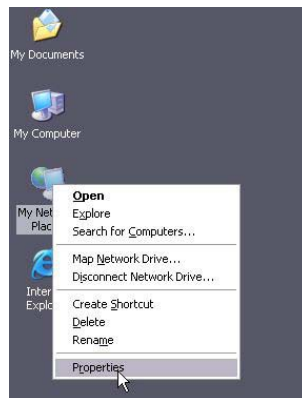 My Documents
My Computer
My Net
Plac
Inter
Explo
Open
Explore
Search for Computers...
Map Network Drive...
Disconnect Network Drive...
Create Shortcut
Delete
Rename
Properties